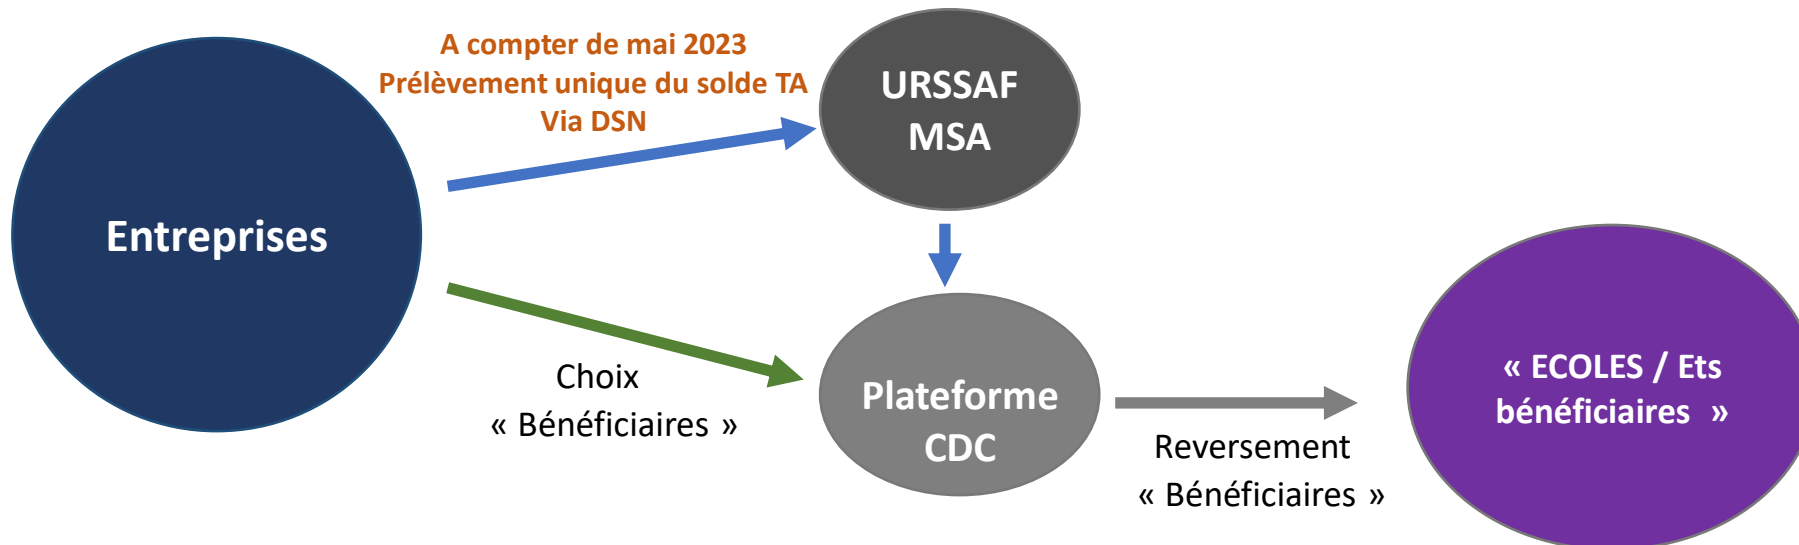 A compter de mai 2023
Prélèvement unique du solde TA
Via DSN
URSSAF
MSA
Entreprises
Choix
« Bénéficiaires »
Plateforme
CDC
Reversement
« Bénéficiaires »
« ECOLES / Ets
bénéficiaires »